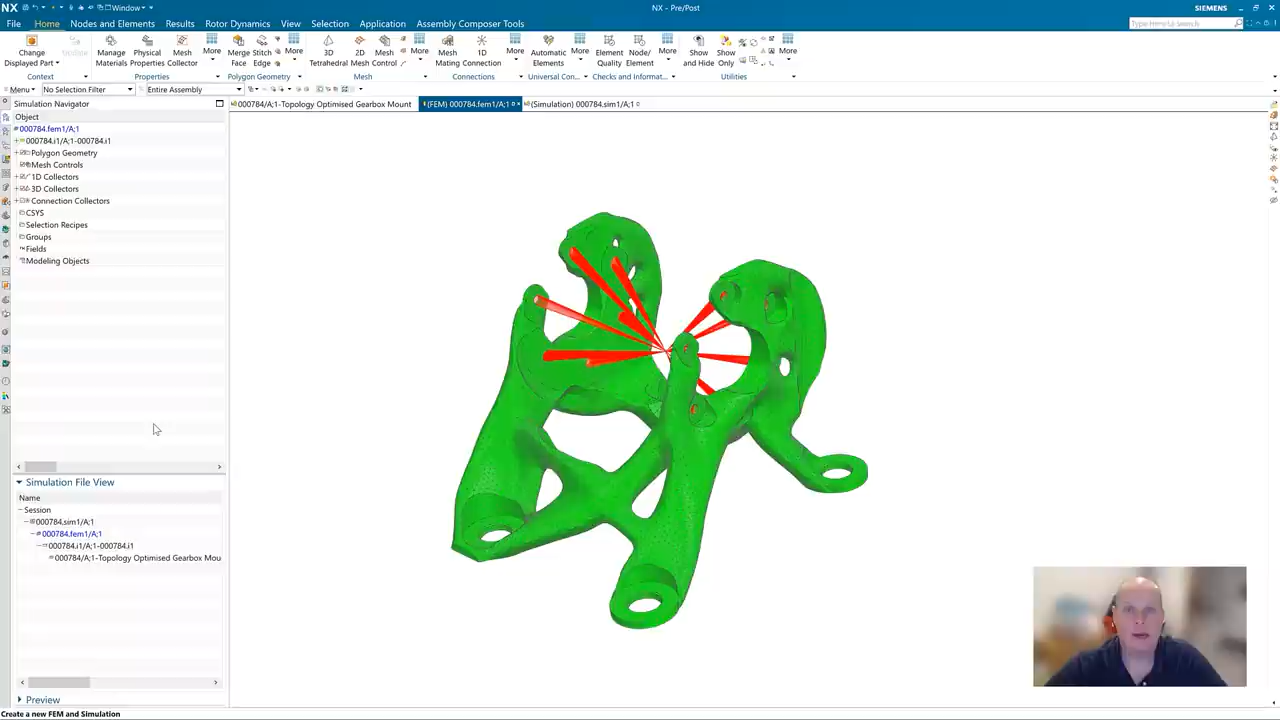 NX
Window
NX - Pre/Post
SIEMENS
File
Home
Nodes and Elements
Results
Rotor Dynamics
View
Selection
Application
Assembly Composer Tools
Type here to search
Change
Displayed Part
Manage
Materials
Physical
Properties
Mesh
Collector
More
Merge
Face
Stitch
Edge
More
3D
Tetrahedral
2D
Mesh
Mesh
Control
More
Mesh
Mating
1D
Connection
More
Automatic
Elements
More
Element
Quality
Node/
Element
More
Show
and Hide
Show
Only
More
Context
Properties
Polygon Geometry
Mesh
Connections
Universal Con...
Checks and Informat...
Utilities
Menu
No Selection Filter
Entire Assembly
Simulation Navigator
000784/A;1-Topology Optimised Gearbox Mount
(FEM) 000784.fem1/A;1
(Simulation) 000784.sim1/A;1
Object
000784.fem1/A;1
000784.i1/A;1-000784.i1
Polygon Geometry
Mesh Controls
1D Collectors
3D Collectors
Connection Collectors
CSYS
Selection Recipes
Groups
Fields
Modeling Objects
Simulation File View
Name
Session
000784.sim1/A;1
000784.fem1/A;1
000784.i1/A;1-000784.i1
000784/A;1-Topology Optimised Gearbox Mou
Preview
Create a new FEM and Simulation